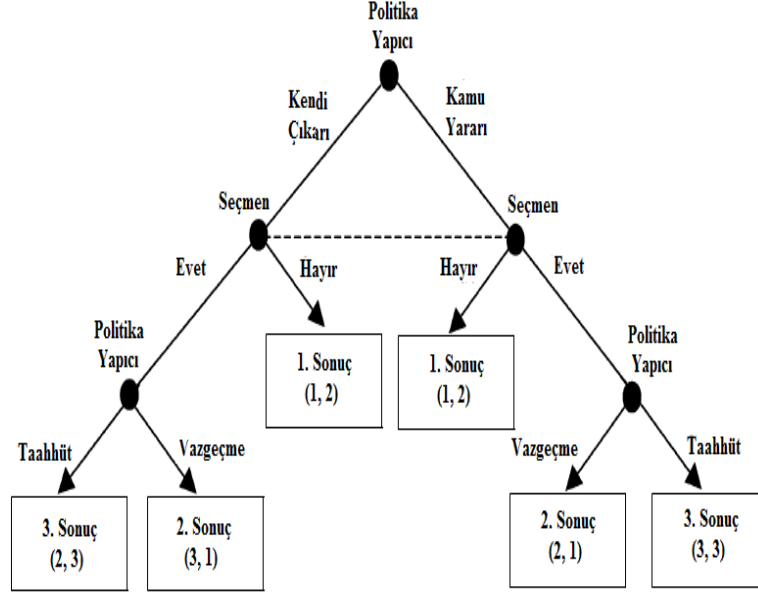 Politika
Yapıcı
Kendi
Çıkarı
Kamu
Yararı
Seçmen
Seçmen
Evet
Hayır
Hayır
Evet
Politika
Yapıcı
1. Sonuç
(1, 2)
1. Sonuç
(1, 2)
Politika
Yapıcı
Taahhüt
Vazgeçme
Vazgeçme
Taahhüt
3. Sonuç
(2, 3)
2. Sonuç
(3, 1)
2. Sonuç
(2, 1)
3. Sonuç
(3, 3)